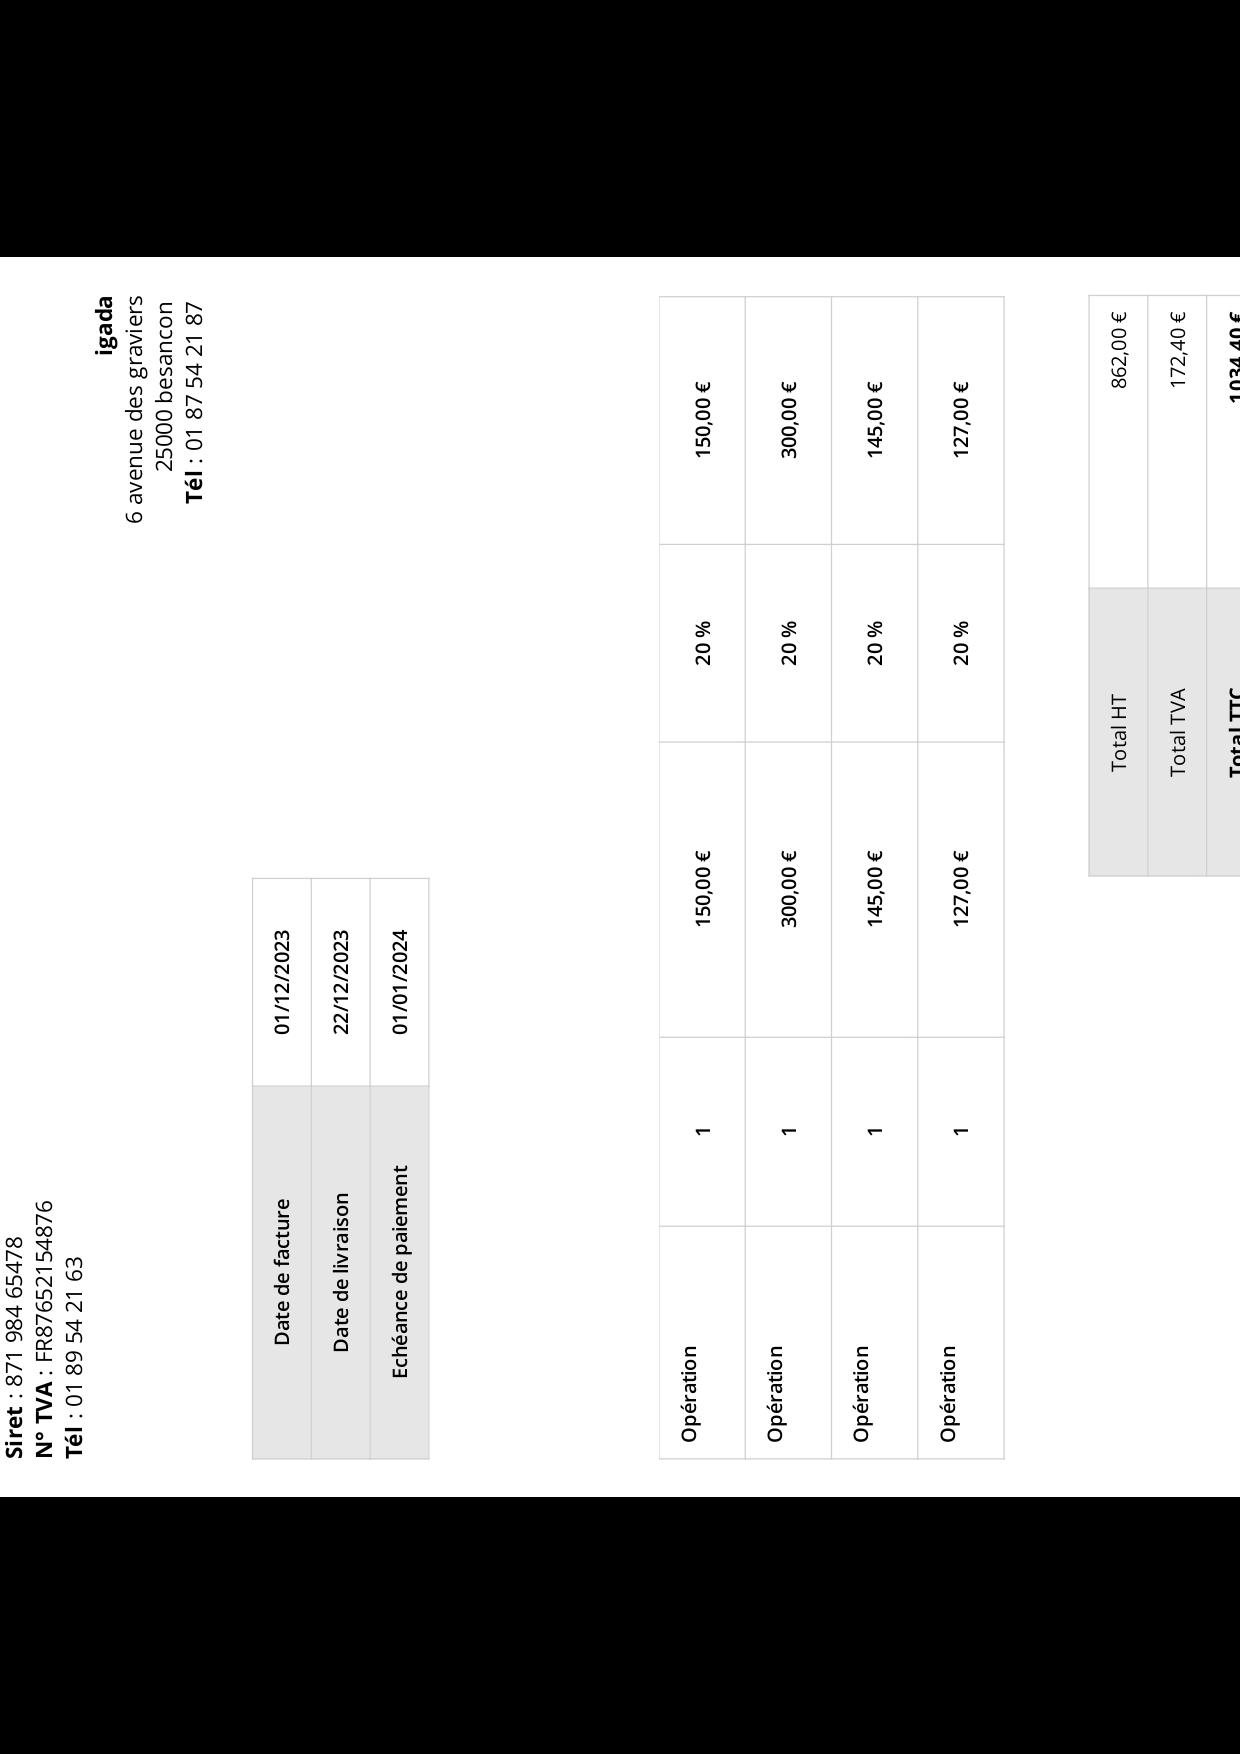 Siret : 871 984 65478
N° TVA : FR87652154876
Tél : 01 89 54 21 63
igada
6 avenue des graviers
25000 besancon
Tél : 01 87 54 21 87
Date de facture 01/12/2023
Date de livraison 22/12/2023
Echéance de paiement 01/01/2024
Opération 1 150,00 € 20 % 150,00 €
Opération 1 300,00 € 20 % 300,00 €
Opération 1 145,00 € 20 % 145,00 €
Opération 1 127,00 € 20 % 127,00 €
Total HT 862,00 €
Total TVA 172,40 €
Total TTC 1034,40 €